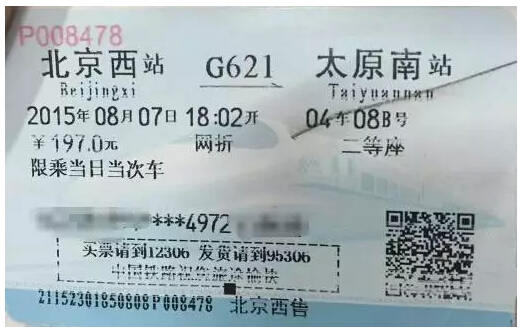 P008478
北京西站 G621 太原南站
Beijingxi Taiyuannan
2015年08月07日 18:02开 04车08B号
￥197.0元 网折 二等座
限乘当日当次车
***4972
买票请到12306 发货请到95306
中国铁路祝您旅途愉快
21152301850808P008478 北京西售